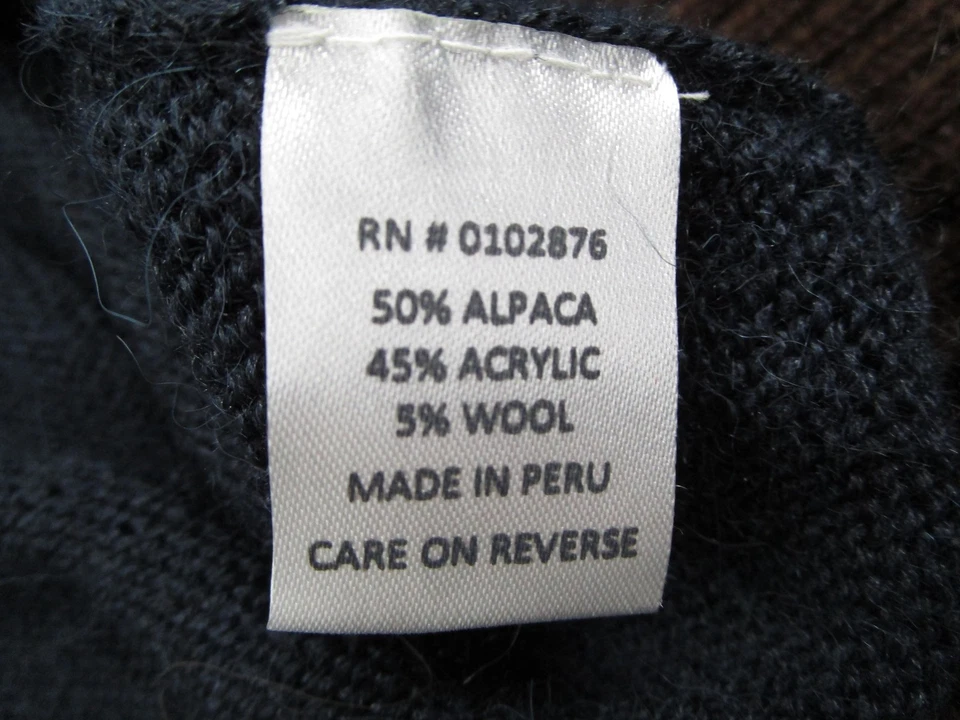 RN # 0102876
50% ALPACA
45% ACRYLIC
5% WOOL
MADE IN PERU
CARE ON REVERSE